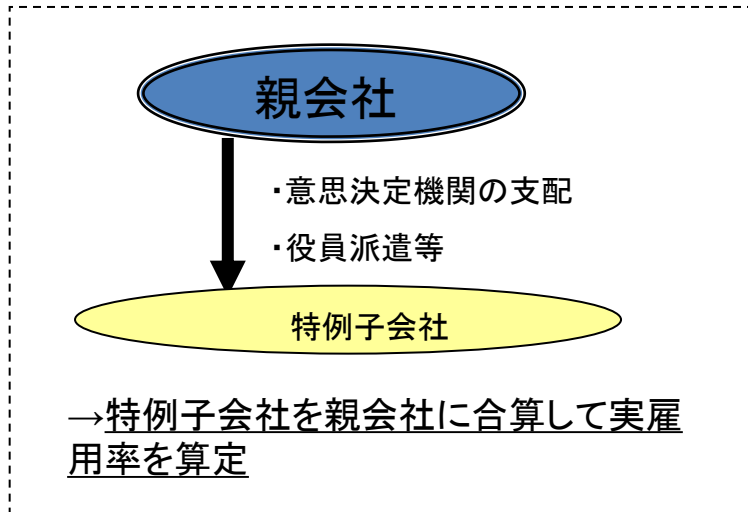 親会社
・意思決定機関の支配
・役員派遣等
特例子会社
→特例子会社を親会社に合算して実雇
用率を算定